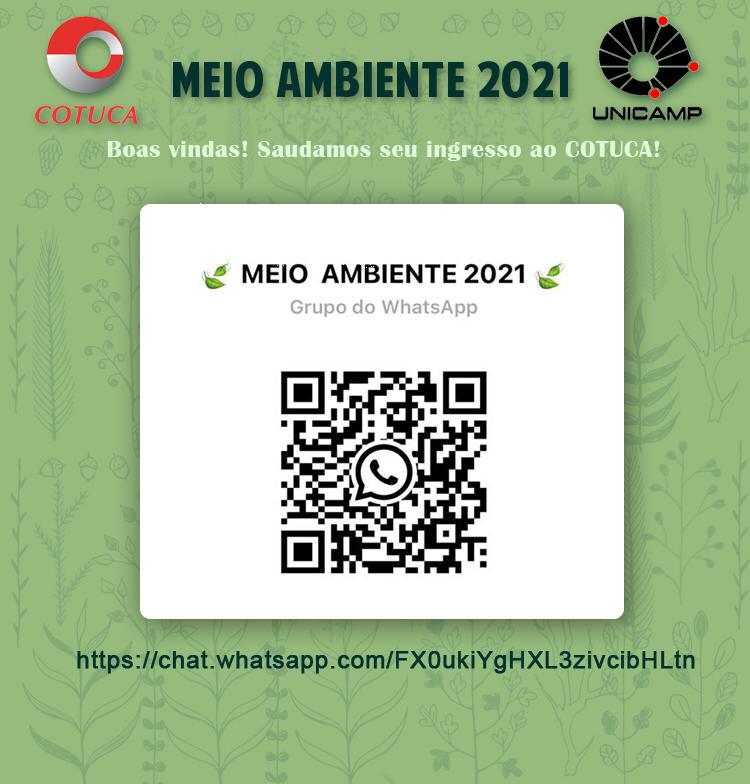 COTUCA
MEIO AMBIENTE 2021
UNICAMP
Boas vindas! Saudamos seu ingresso ao COTUCA!
MEIO AMBIENTE 2021
Grupo do WhatsApp
https://chat.whatsapp.com/FX0ukiYgHXL3zivcibHLtn